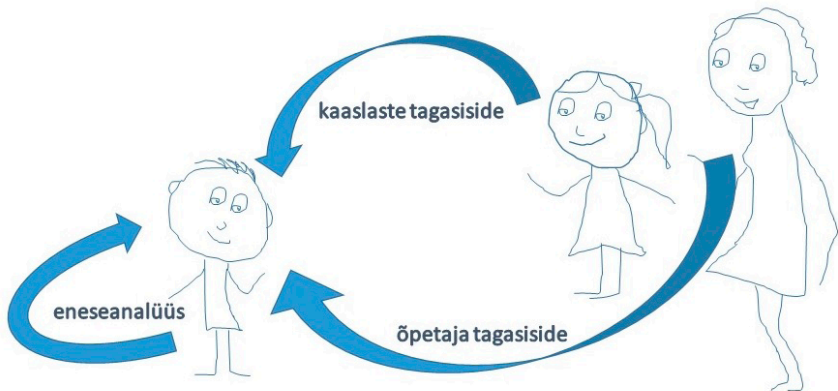 kaaslaste tagasiside
eneseanalüüs
õpetaja tagasiside